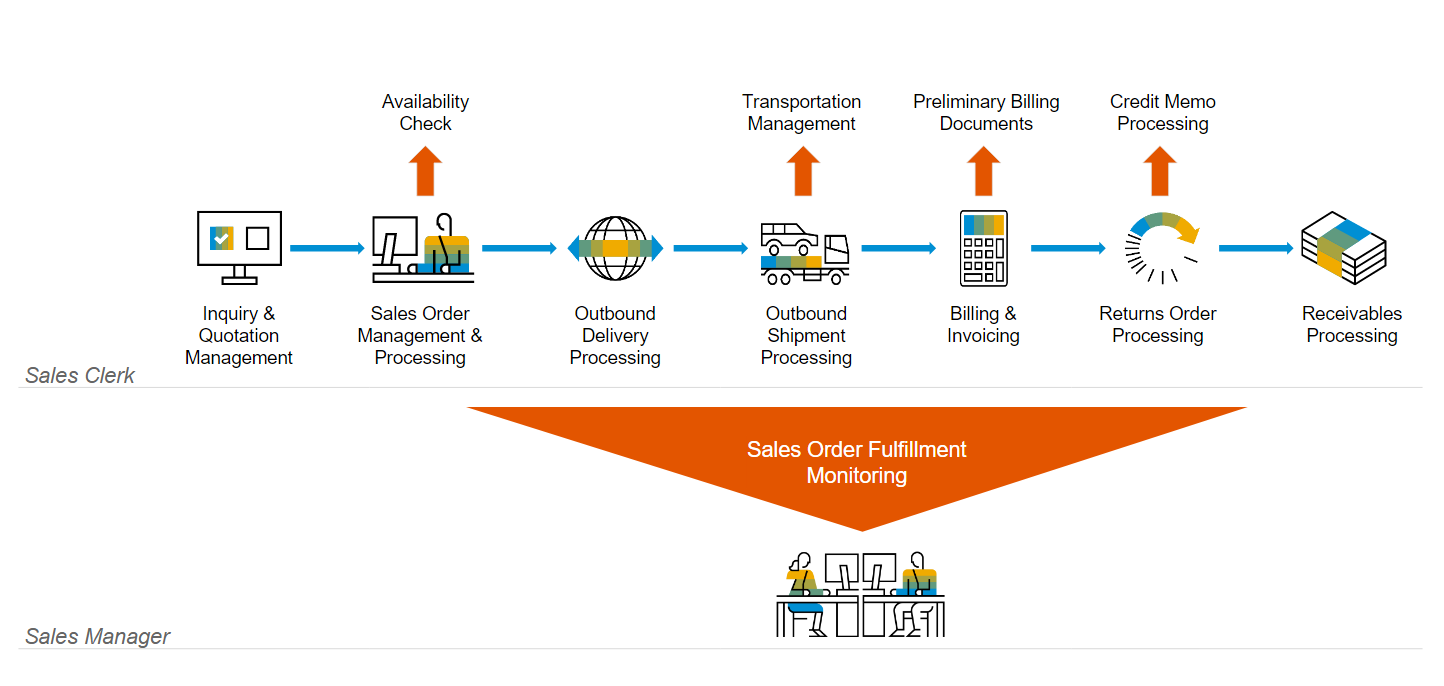 Availability
Check
Transportation
Management
Preliminary Billing
Documents
Credit Memo
Processing
Inquiry &
Quotation
Management
Sales Order
Management &
Processing
Outbound
Delivery
Processing
Outbound
Shipment
Processing
Billing &
Invoicing
Returns Order
Processing
Receivables
Processing
Sales Clerk
Sales Order Fulfillment
Monitoring
Sales Manager